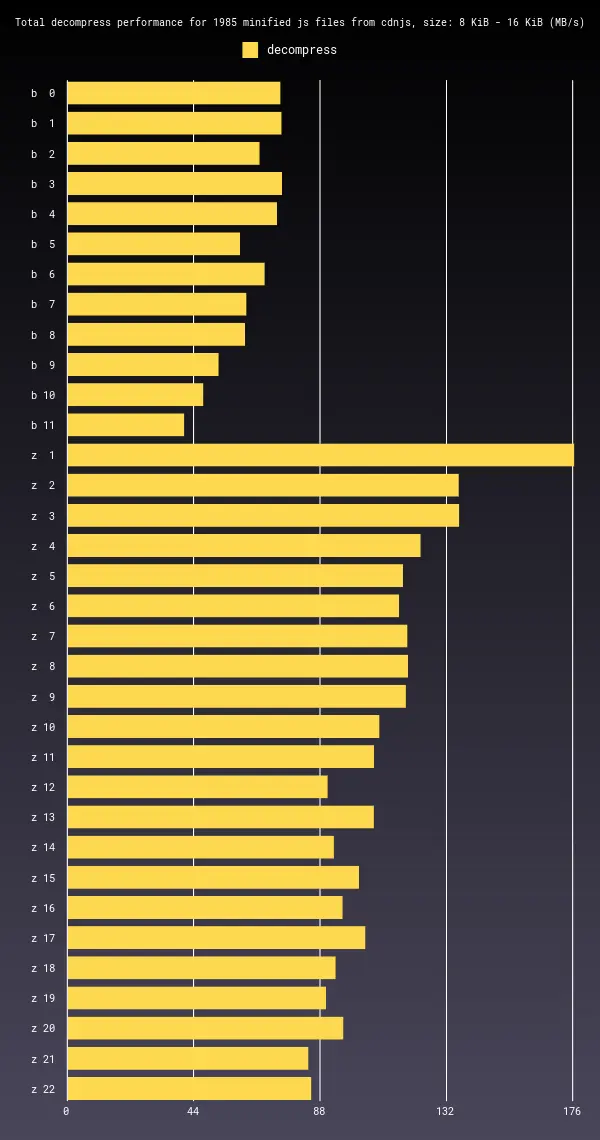 Total decompress performance for 1985 minified js files from cdnjs, size: 8 KiB - 16 KiB (MB/s)
decompress
b 0
b 1
b 2
b 3
b 4
b 5
b 6
b 7
b 8
b 9
b 10
b 11
z 1
z 2
z 3
z 4
z 5
z 6
z 7
z 8
z 9
z 10
z 11
z 12
z 13
z 14
z 15
z 16
z 17
z 18
z 19
z 20
z 21
z 22
0 44 88 132 176